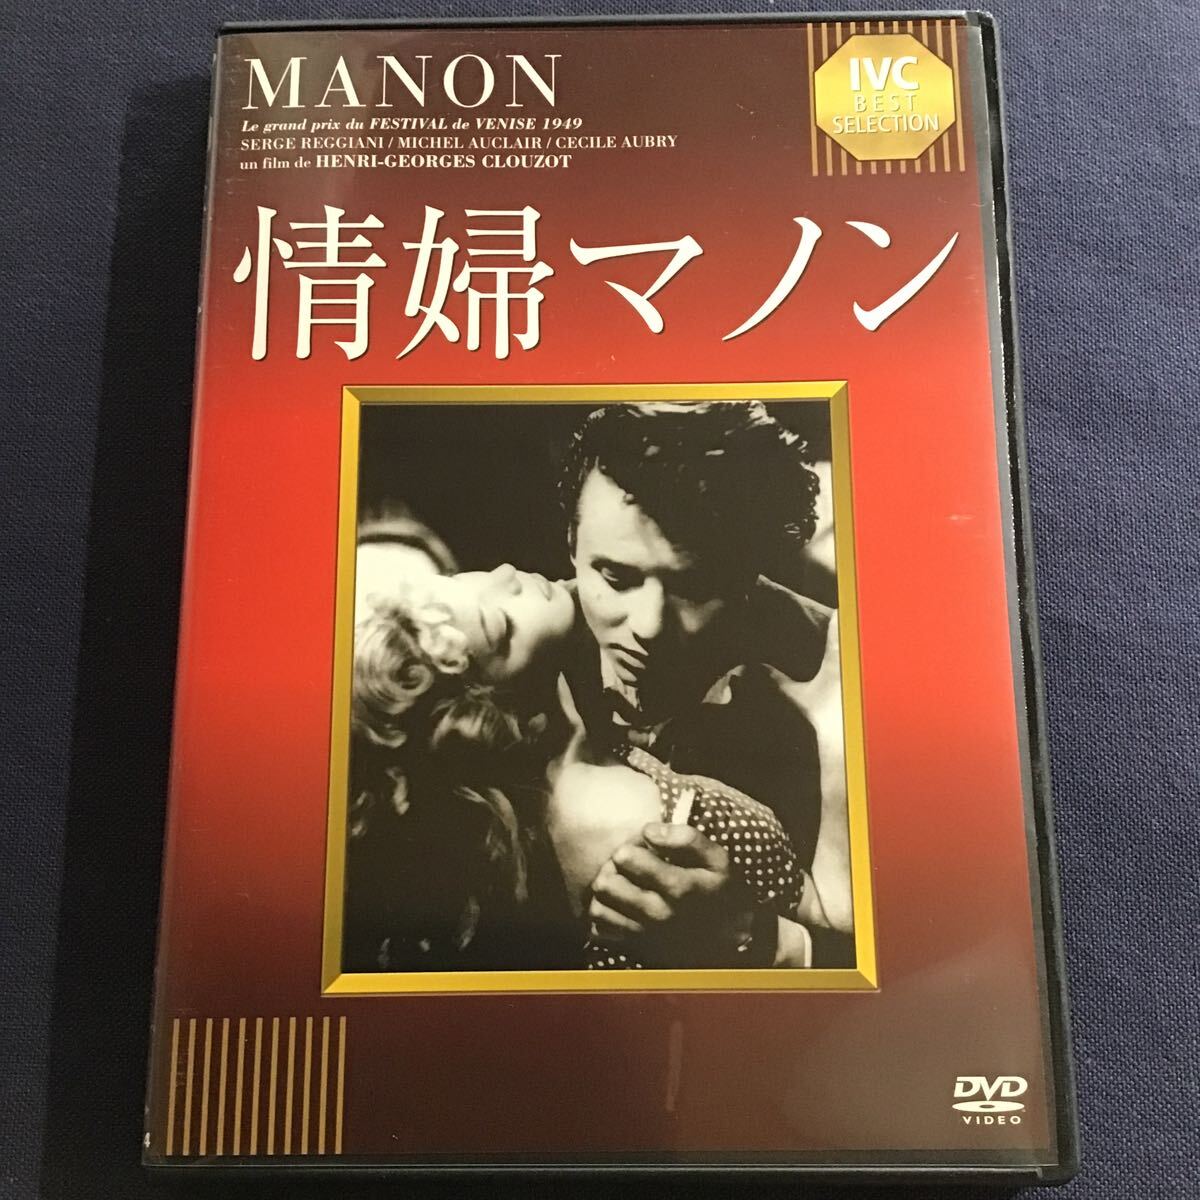 MANON
Le grand prix du FESTIVAL de VENISE 1949
SERGE REGGIANI / MICHEL AUCLAIR / CECILE AUBRY
un film de HENRI-GEORGES CLOUZOT
IVC
BEST
SELECTION
情婦マノン
DVD
VIDEO
4